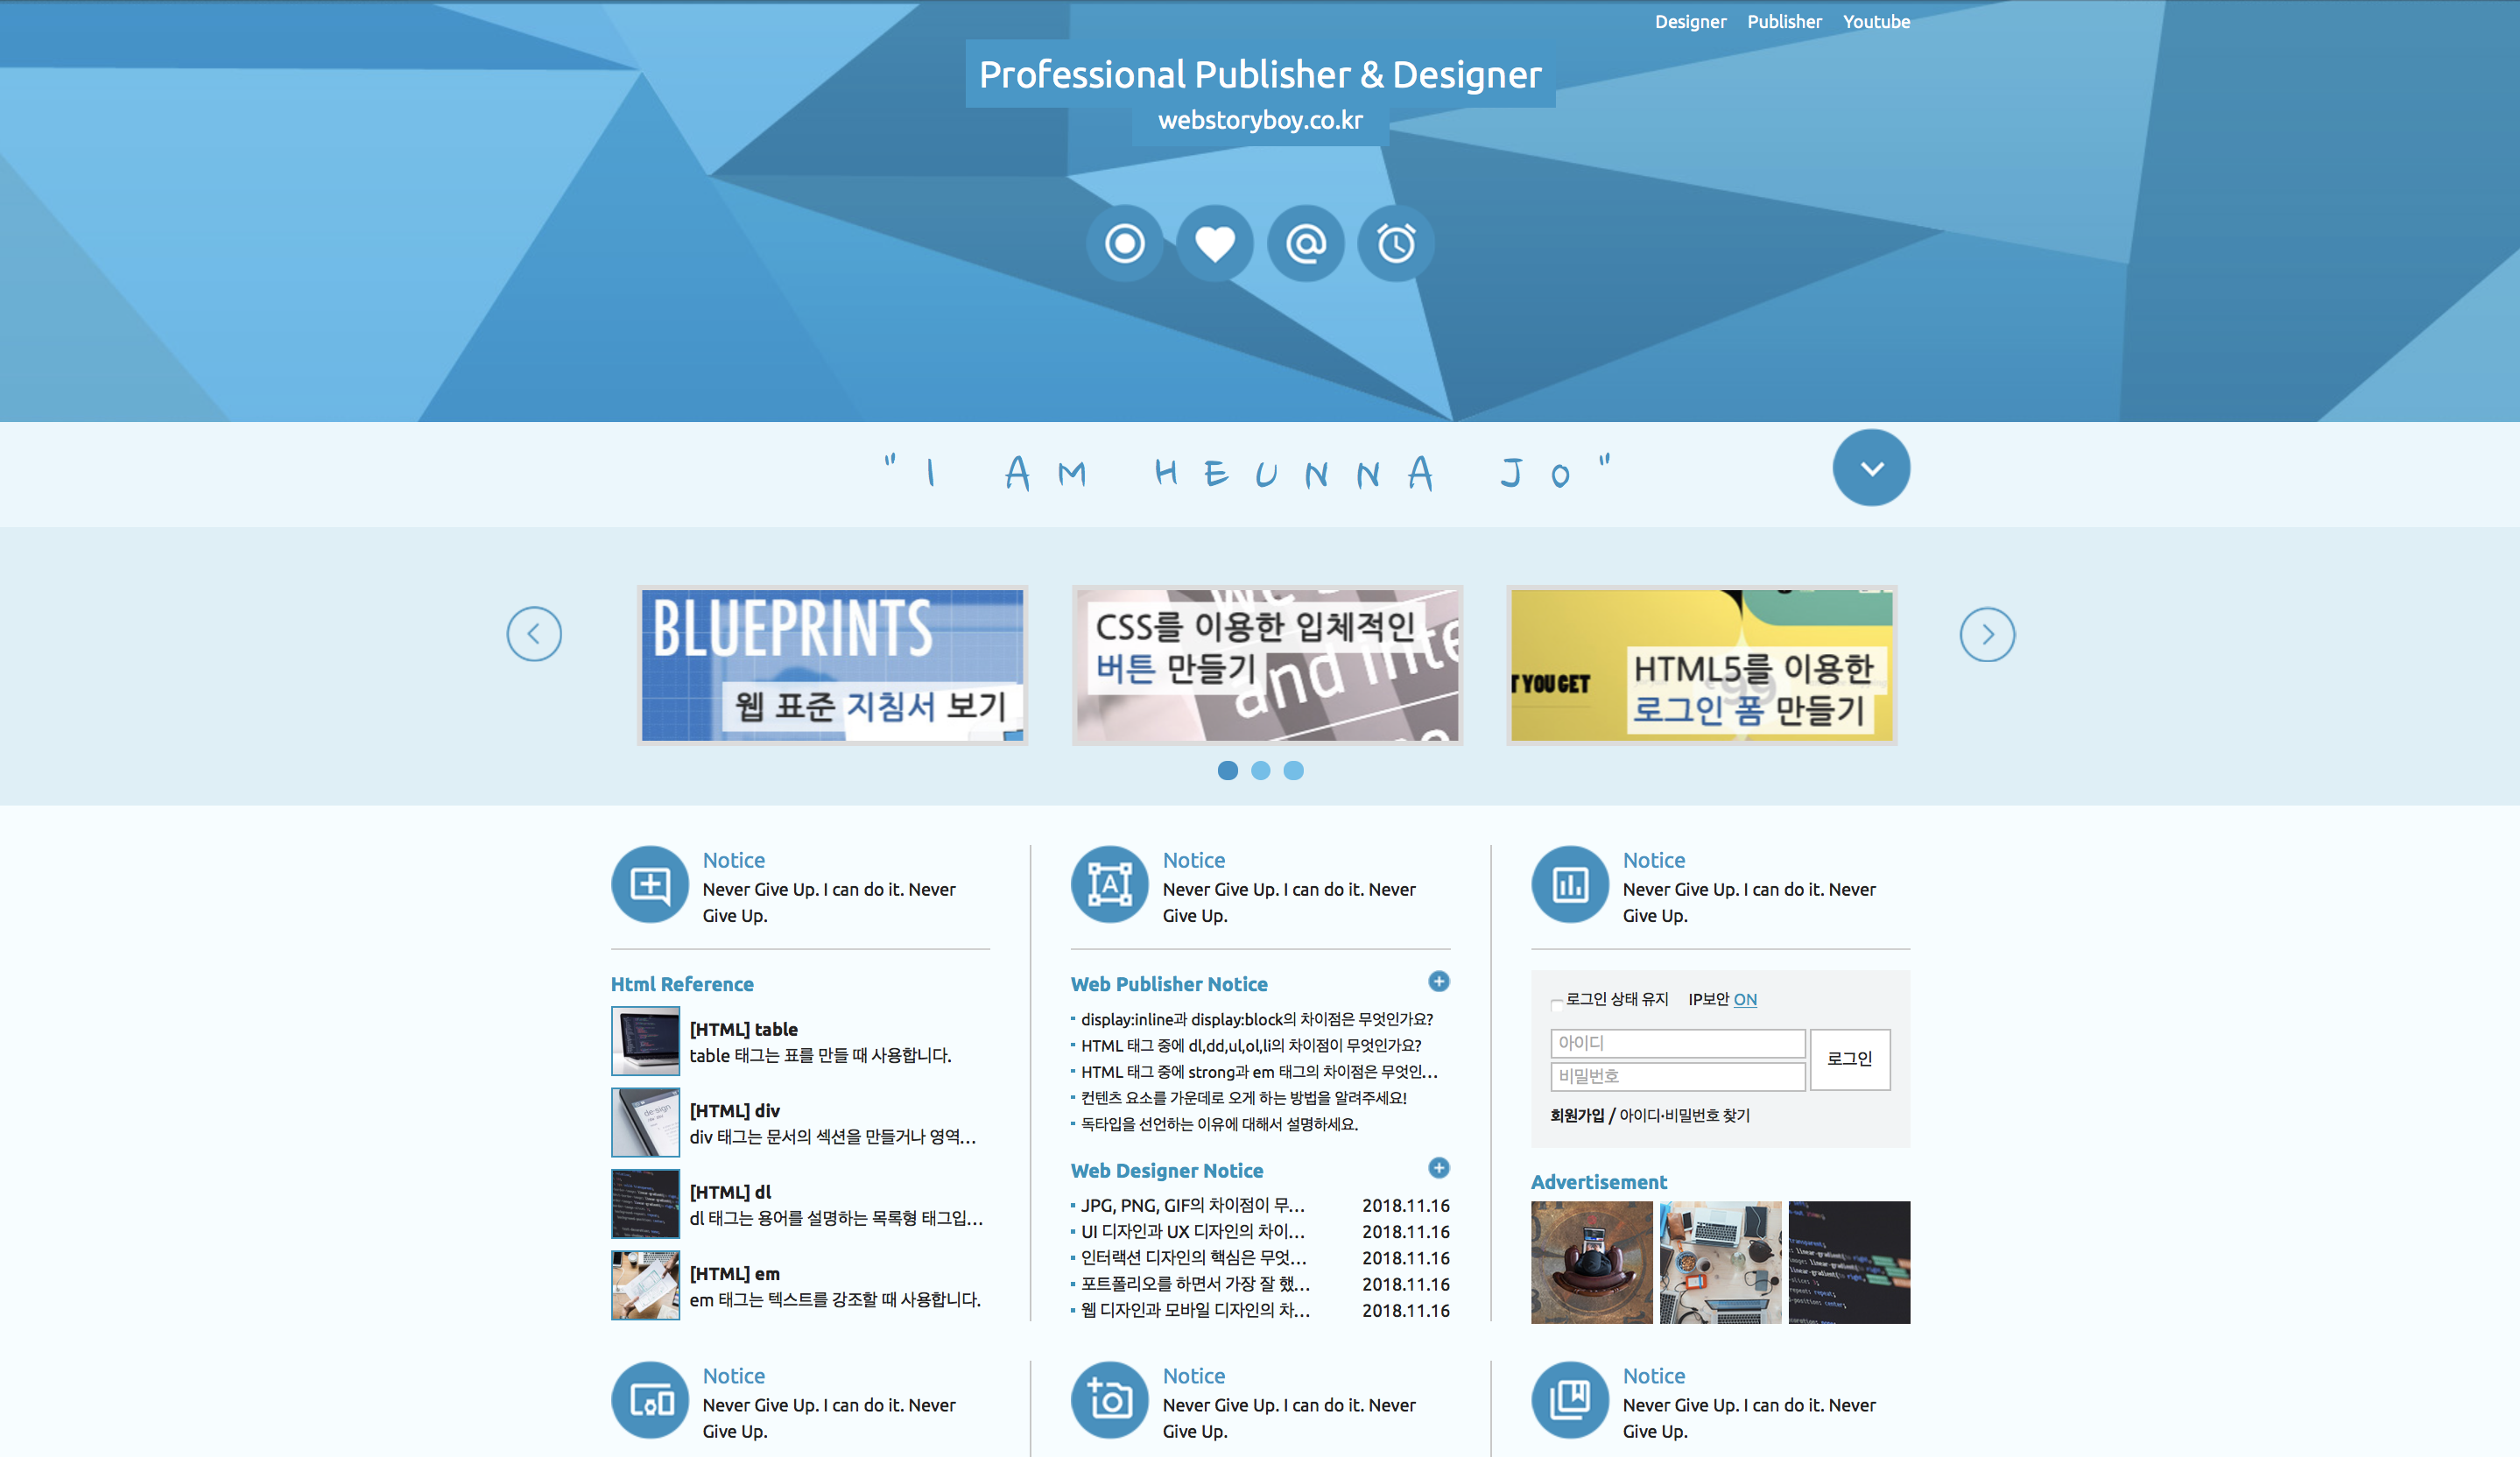 Designer Publisher Youtube
Professional Publisher & Designer
webstoryboy.co.kr
"I AM HEUNNA JO"
BLUEPRINTS
웹 표준 지침서 보기
CSS를 이용한 입체적인
버튼 만들기
and inte
T YOU GET
HTML5를 이용한
로그인 폼 만들기
Notice
Never Give Up. I can do it. Never
Give Up.
Notice
Never Give Up. I can do it. Never
Give Up.
Notice
Never Give Up. I can do it. Never
Give Up.
Html Reference
[HTML] table
table 태그는 표를 만들 때 사용합니다.
[HTML] div
div 태그는 문서의 섹션을 만들거나 영역...
[HTML] dl
dl 태그는 용어를 설명하는 목록형 태그입...
[HTML] em
em 태그는 텍스트를 강조할 때 사용합니다.
Web Publisher Notice
display:inline과 display:block의 차이점은 무엇인가요?
HTML 태그 중에 dl,dd,ul,ol,li의 차이점이 무엇인가요?
HTML 태그 중에 strong과 em 태그의 차이점은 무엇인...
컨텐츠 요소를 가운데로 오게 하는 방법을 알려주세요!
독타입을 선언하는 이유에 대해서 설명하세요.
Web Designer Notice
JPG, PNG, GIF의 차이점이 무... 2018.11.16
UI 디자인과 UX 디자인의 차이... 2018.11.16
인터랙션 디자인의 핵심은 무엇... 2018.11.16
포트폴리오를 하면서 가장 잘 했... 2018.11.16
웹 디자인과 모바일 디자인의 차... 2018.11.16
로그인 상태 유지 IP보안 ON
아이디
비밀번호
로그인
회원가입 / 아이디·비밀번호 찾기
Advertisement
Notice
Never Give Up. I can do it. Never
Give Up.
Notice
Never Give Up. I can do it. Never
Give Up.
Notice
Never Give Up. I can do it. Never
Give Up.